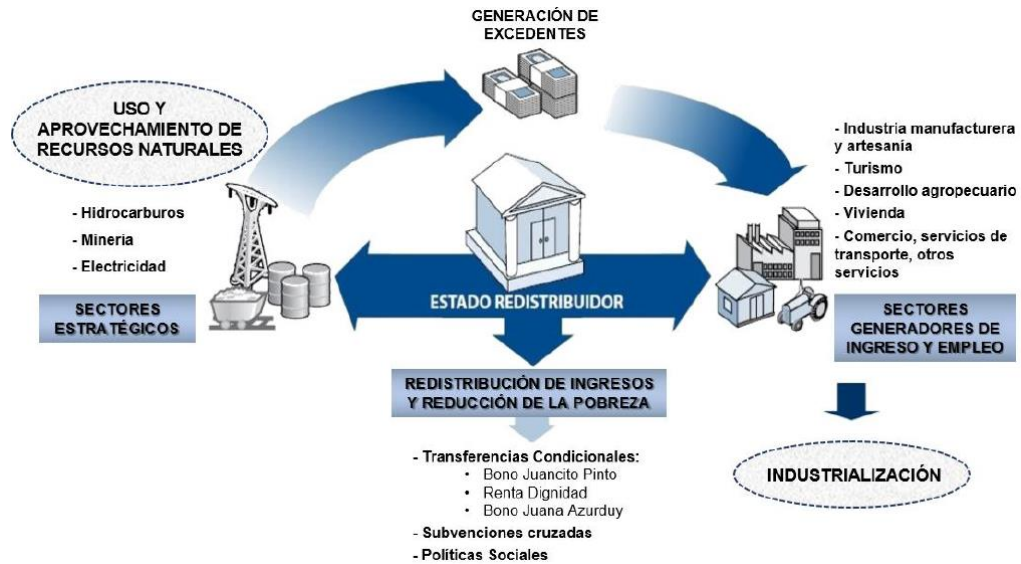 GENERACIÓN DE
EXCEDENTES
USO Y
APROVECHAMIENTO DE
RECURSOS NATURALES
- Hidrocarburos
- Minería
- Electricidad
SECTORES
ESTRATÉGICOS
ESTADO REDISTRIBUIDOR
- Industria manufacturera
y artesanía
- Turismo
- Desarrollo agropecuario
- Vivienda
- Comercio, servicios de
transporte, otros
servicios
SECTORES
GENERADORES DE
INGRESO Y EMPLEO
REDISTRIBUCIÓN DE INGRESOS
Y REDUCCIÓN DE LA POBREZA
- Transferencias Condicionales:
• Bono Juancito Pinto
• Renta Dignidad
• Bono Juana Azurduy
- Subvenciones cruzadas
- Políticas Sociales
INDUSTRIALIZACIÓN